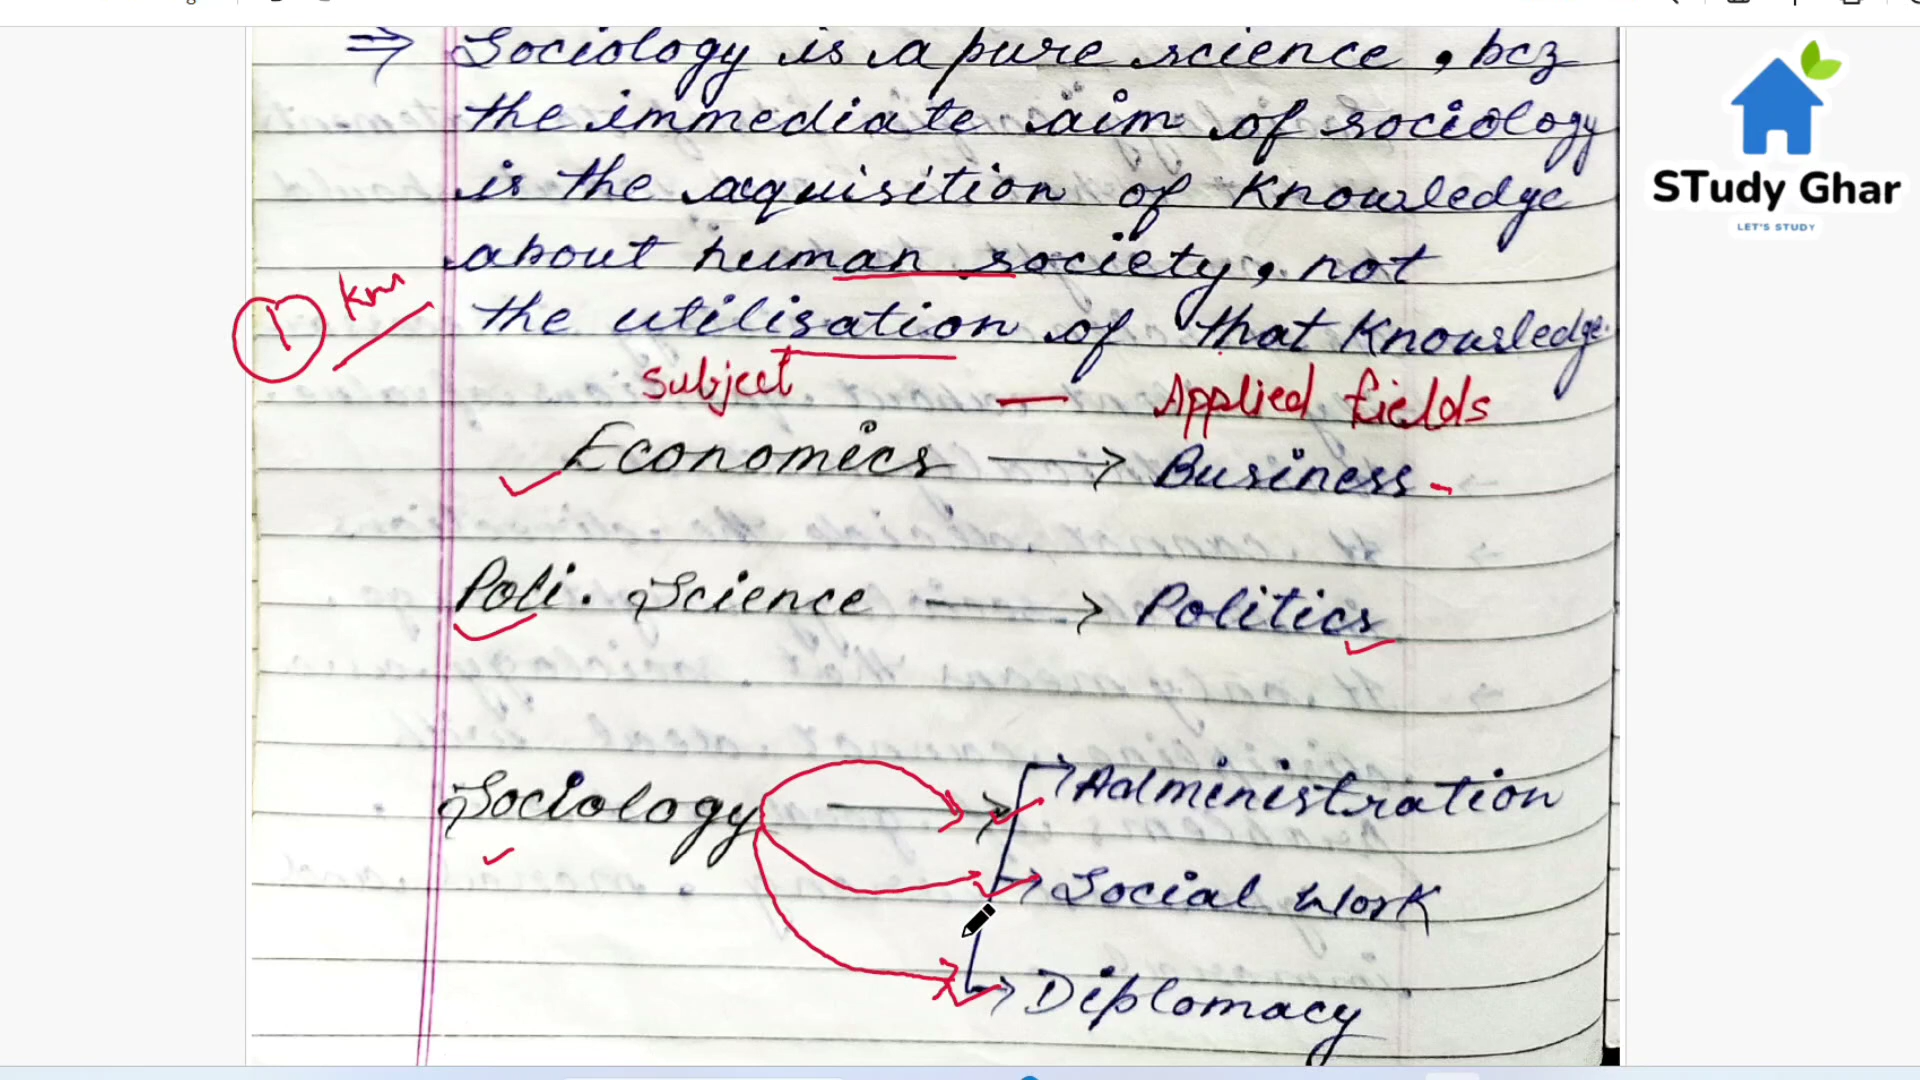 ⇒ Sociology is a pure science, bcz
the immediate aim of sociology
is the acquisition of Knowledge
about human society, not
the utilisation of that Knowledge.
① Km
Subject — Applied fields
Economics → Business
Poli. Science → Politics
Sociology → Administration
→ Social Work
→ Diplomacy
STudy Ghar
LET'S STUDY